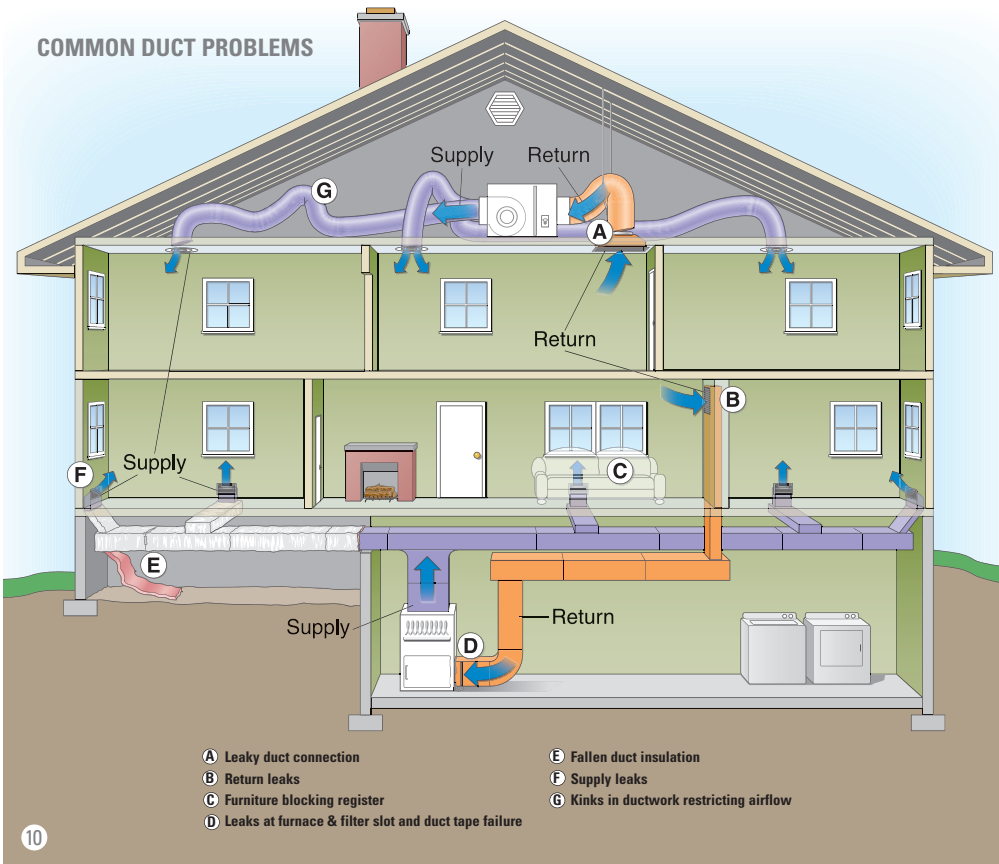 COMMON DUCT PROBLEMS
Supply
Return
G
A
Return
B
F
Supply
C
E
Supply
Return
D
A Leaky duct connection
B Return leaks
C Furniture blocking register
D Leaks at furnace & filter slot and duct tape failure
E Fallen duct insulation
F Supply leaks
G Kinks in ductwork restricting airflow
10